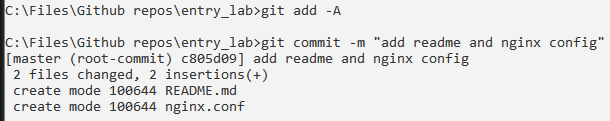 C:\Files\Github repos\entry_lab>git add -A
C:\Files\Github repos\entry_lab>git commit -m "add readme and nginx config"
[master (root-commit) c805d09] add readme and nginx config
 2 files changed, 2 insertions(+)
 create mode 100644 README.md
 create mode 100644 nginx.conf